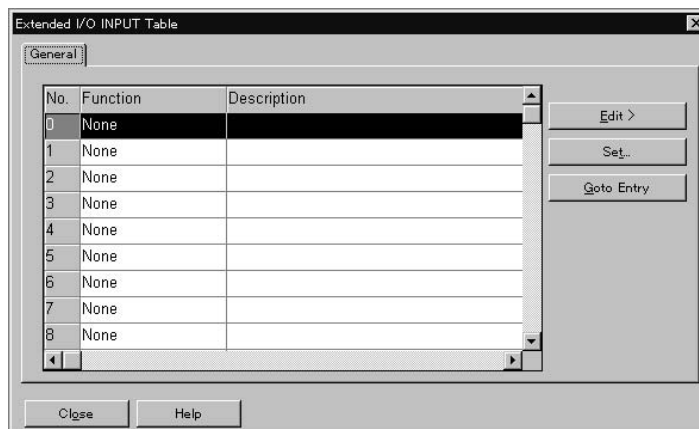 Extended I/O INPUT Table
General
No. Function Description
0 None
1 None
2 None
3 None
4 None
5 None
6 None
7 None
8 None
Edit >
Set...
Goto Entry
Close Help